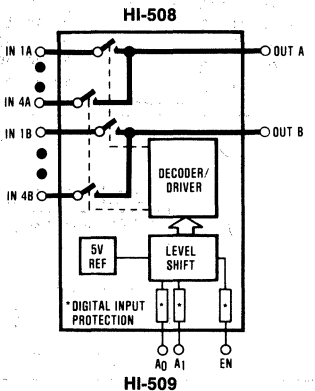 HI-508
IN 1A
OUT A
IN 4A
IN 1B
OUT B
DECODER/
DRIVER
IN 4B
5V
REF
LEVEL
SHIFT
*DIGITAL INPUT
PROTECTION
* * *
A0 A1 EN
HI-509